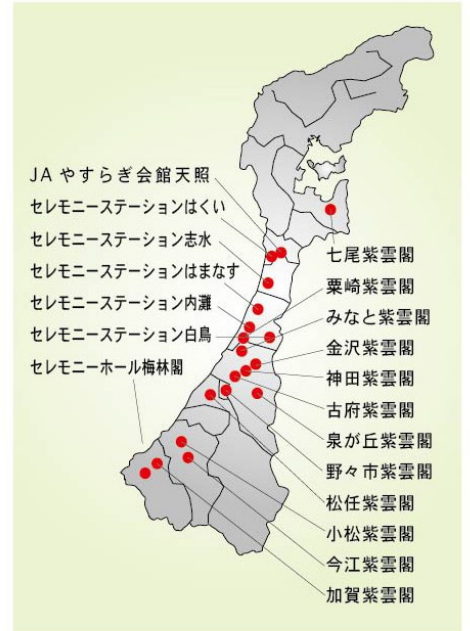 JAやすらぎ会館天照
セレモニーステーションはくい
セレモニーステーション志水
セレモニーステーションはまなす
セレモニーステーション内灘
セレモニーステーション白鳥
セレモニーホール梅林閣
七尾紫雲閣
粟崎紫雲閣
みなと紫雲閣
金沢紫雲閣
神田紫雲閣
古府紫雲閣
泉が丘紫雲閣
野々市紫雲閣
松任紫雲閣
小松紫雲閣
今江紫雲閣
加賀紫雲閣